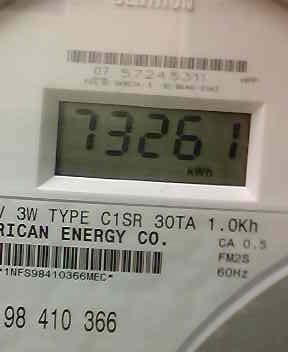 CENTRON
07 57245311
73261
kWh
V 3W TYPE C1SR 30TA 1.0Kh
RICAN ENERGY CO.
CA 0.5
FM2S
60Hz
*1NFS98410366MEC*
98 410 366